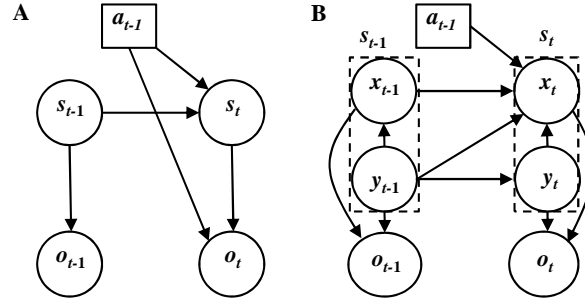 A
a_{t-1}
s_{t-1}
s_t
o_{t-1}
o_t
B
a_{t-1}
s_{t-1}
s_t
x_{t-1}
x_t
y_{t-1}
y_t
o_{t-1}
o_t